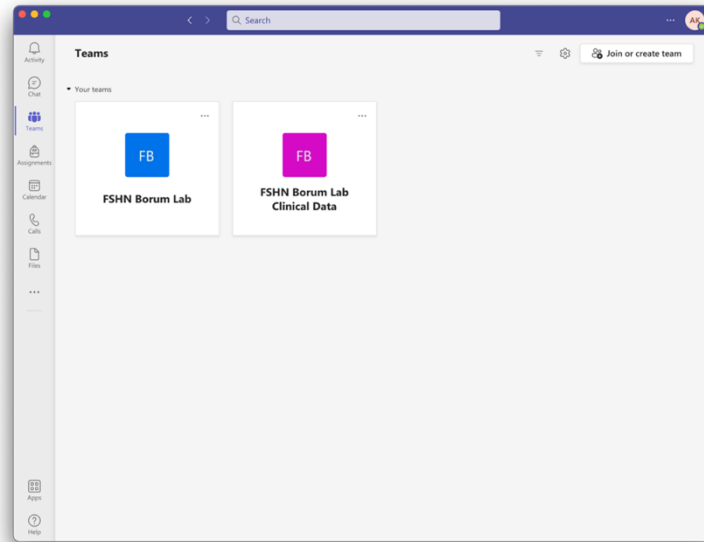 Search
AK
Activity
Chat
Teams
Assignments
Calendar
Calls
Files
Apps
Help
Teams
Join or create team
Your teams
FB
FSHN Borum Lab
FB
FSHN Borum Lab
Clinical Data